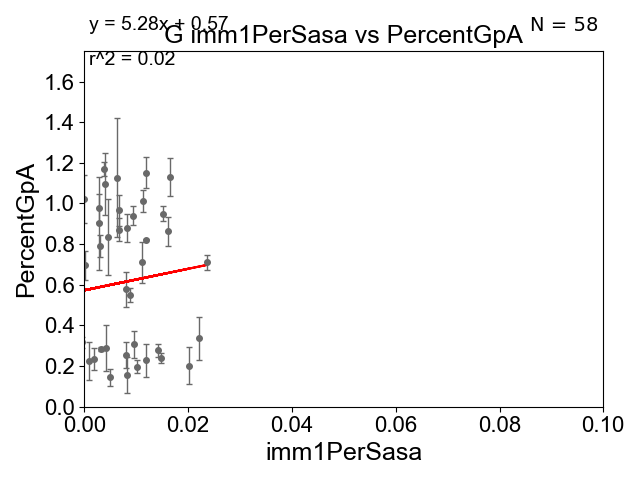 y = 5.28x + 0.57
N = 58
G imm1PerSasa vs PercentGpA
r^2 = 0.02
1.6
1.4
1.2
1.0
0.8
0.6
0.4
0.2
0.0
PercentGpA
0.00 0.02 0.04 0.06 0.08 0.10
imm1PerSasa